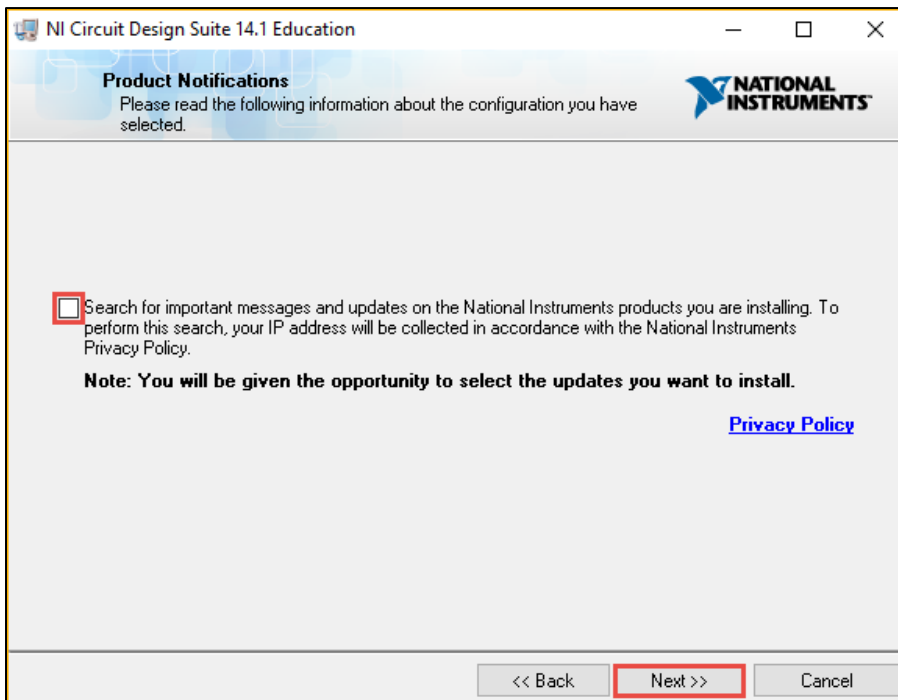 NI Circuit Design Suite 14.1 Education
Product Notifications
Please read the following information about the configuration you have
selected.
NATIONAL
INSTRUMENTS™
Search for important messages and updates on the National Instruments products you are installing. To
perform this search, your IP address will be collected in accordance with the National Instruments
Privacy Policy.
Note: You will be given the opportunity to select the updates you want to install.
Privacy Policy
<< Back
Next >>
Cancel